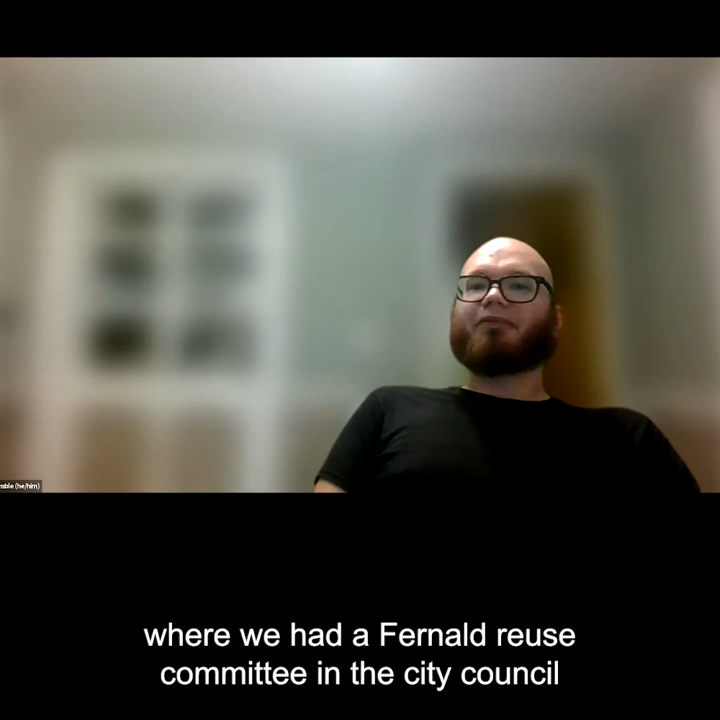 (he/him)
where we had a Fernald reuse
committee in the city council